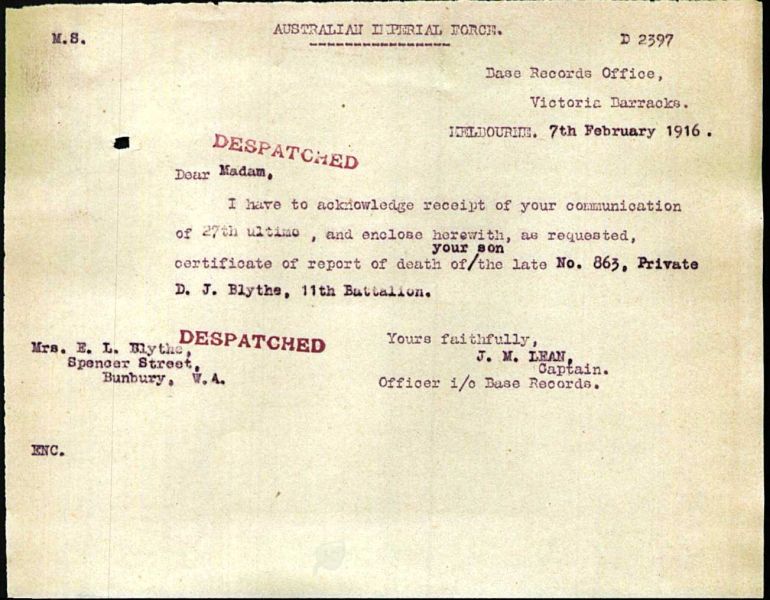 AUSTRALIAN IMPERIAL FORCE.
M.S.
D 2397
Base Records Office,
Victoria Barracks.
MELBOURNE. 7th February 1916.
DESPATCHED
Dear Madam,
I have to acknowledge receipt of your communication
of 27th ultimo, and enclose herewith, as requested,
your son
certificate of report of death of/the late No. 863, Private
D. J. Blythe, 11th Battalion.
DESPATCHED
Yours faithfully,
J. M. LEAN,
Captain.
Officer i/c Base Records.
Mrs. E. L. Blythe,
Spencer Street,
Bunbury, W.A.
ENC.